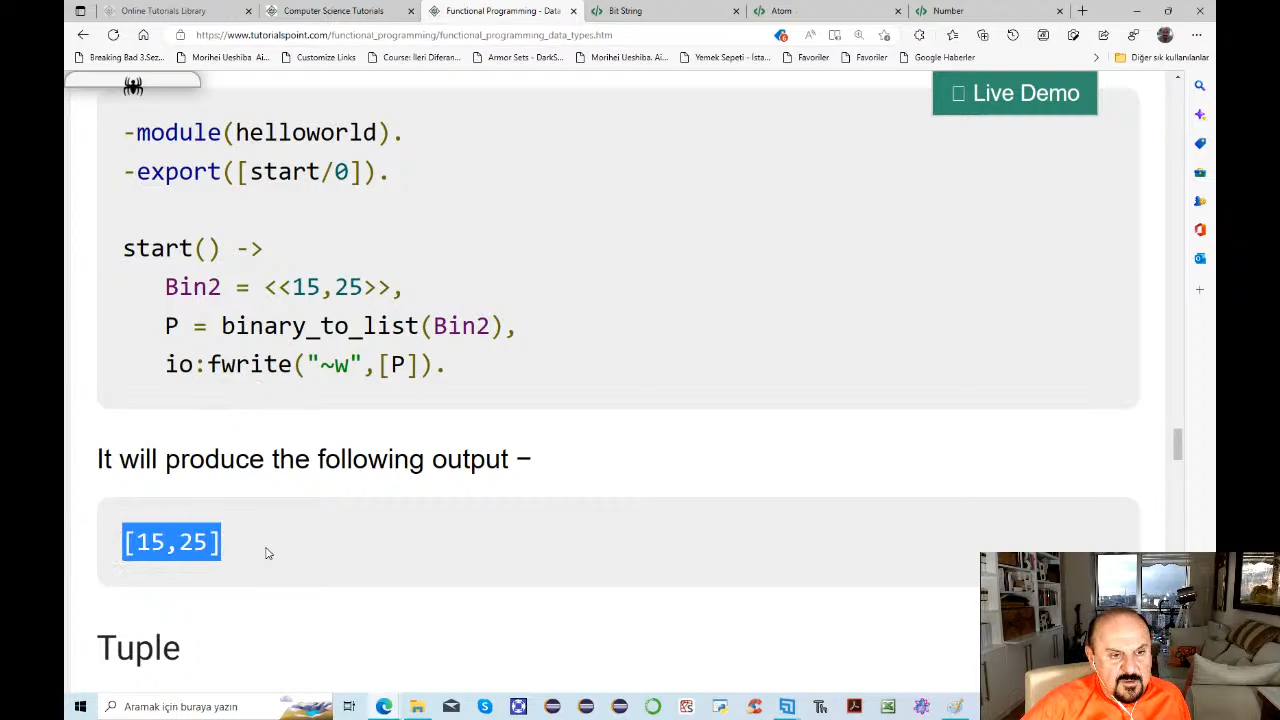 Online Tutorials Library
Computer Science Tutorials
Functional Programming - Data
Bit String
Atom
Number
https://www.tutorialspoint.com/functional_programming/functional_programming_data_types.htm
Breaking Bad 3.Sez...
Morihei Ueshiba. Ai...
Customize Links
Course: İleri Diferan...
Armor Sets - DarkS...
Morihei Ueshiba. Ai...
Yemek Sepeti - İsta...
Favoriler
Favoriler
Google Haberler
Diğer sık kullanılanlar
Live Demo
-module(helloworld).
-export([start/0]).
start() ->
Bin2 = <<15,25>>,
P = binary_to_list(Bin2),
io:fwrite("~w",[P]).
It will produce the following output −
[15,25]
Tuple
Aramak için buraya yazın